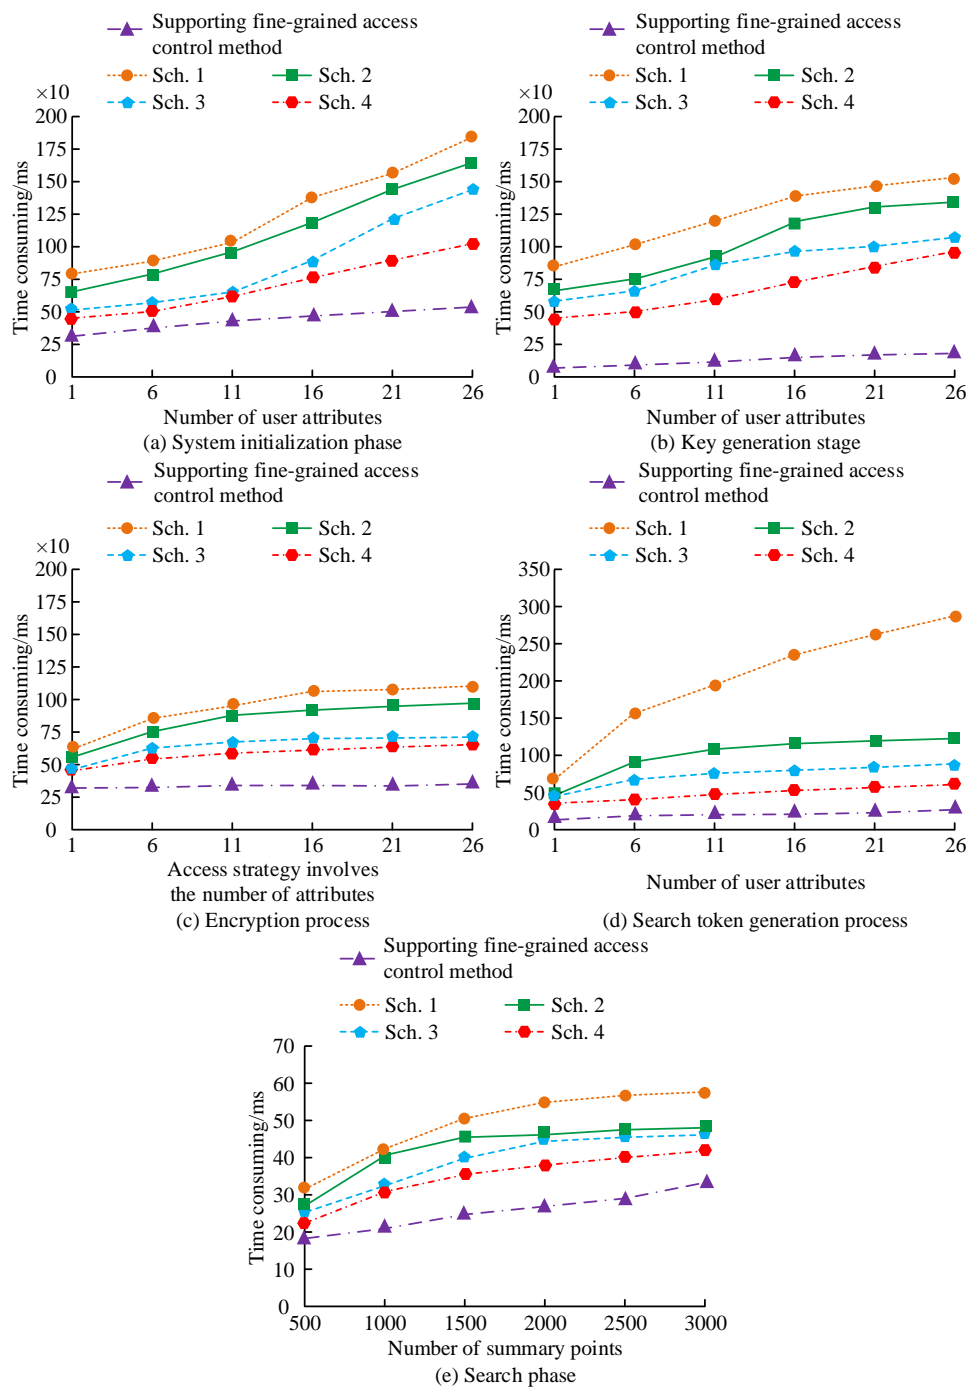 Supporting fine-grained access
control method
Sch. 1
Sch. 2
Sch. 3
Sch. 4
×10
200
175
150
125
100
75
50
25
0
Time consuming/ms
1 6 11 16 21 26
Number of user attributes
(a) System initialization phase
Supporting fine-grained access
control method
Sch. 1
Sch. 2
Sch. 3
Sch. 4
×10
200
175
150
125
100
75
50
25
0
Time consuming/ms
1 6 11 16 21 26
Number of user attributes
(b) Key generation stage
Supporting fine-grained access
control method
Sch. 1
Sch. 2
Sch. 3
Sch. 4
×10
200
175
150
125
100
75
50
25
0
Time consuming/ms
1 6 11 16 21 26
Access strategy involves
the number of attributes
(c) Encryption process
Supporting fine-grained access
control method
Sch. 1
Sch. 2
Sch. 3
Sch. 4
350
300
250
200
150
100
50
0
Time consuming/ms
1 6 11 16 21 26
Number of user attributes
(d) Search token generation process
Supporting fine-grained access
control method
Sch. 1
Sch. 2
Sch. 3
Sch. 4
70
60
50
40
30
20
10
0
Time consuming/ms
500 1000 1500 2000 2500 3000
Number of summary points
(e) Search phase